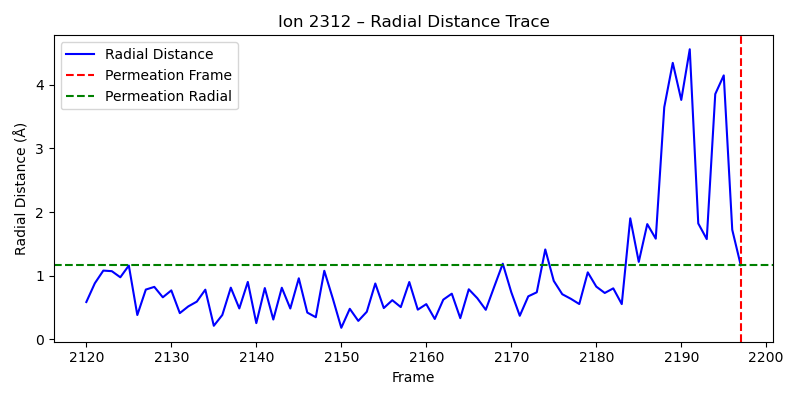 Ion 2312 – Radial Distance Trace
Radial Distance
Permeation Frame
Permeation Radial
Radial Distance (Å)
4
3
2
1
0
2120 2130 2140 2150 2160 2170 2180 2190 2200
Frame